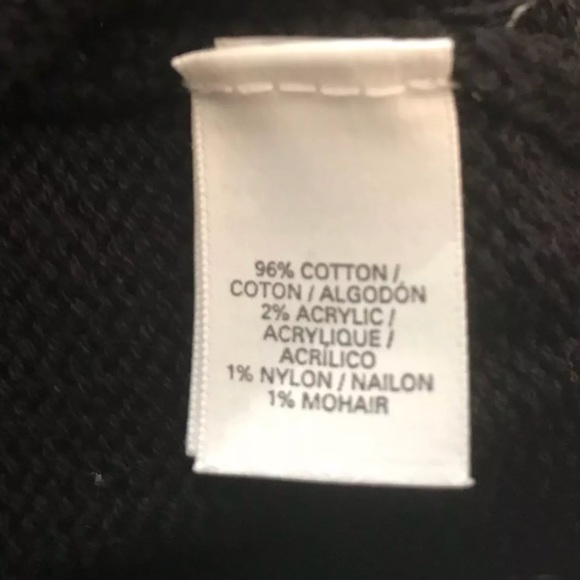 96% COTTON /
COTON / ALGODÓN
2% ACRYLIC /
ACRYLIQUE /
ACRÍLICO
1% NYLON / NAILON
1% MOHAIR